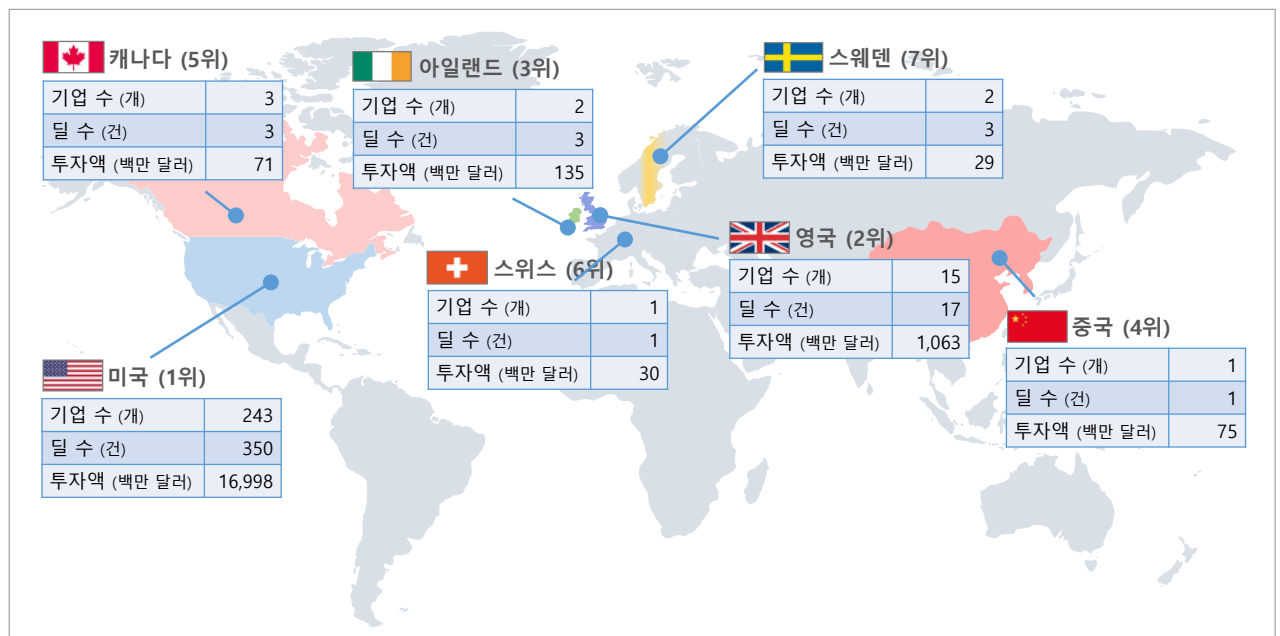 캐나다 (5위)
기업 수 (개) 3
딜 수 (건) 3
투자액 (백만 달러) 71
아일랜드 (3위)
기업 수 (개) 2
딜 수 (건) 3
투자액 (백만 달러) 135
스웨덴 (7위)
기업 수 (개) 2
딜 수 (건) 3
투자액 (백만 달러) 29
영국 (2위)
기업 수 (개) 15
딜 수 (건) 17
투자액 (백만 달러) 1,063
스위스 (6위)
기업 수 (개) 1
딜 수 (건) 1
투자액 (백만 달러) 30
중국 (4위)
기업 수 (개) 1
딜 수 (건) 1
투자액 (백만 달러) 75
미국 (1위)
기업 수 (개) 243
딜 수 (건) 350
투자액 (백만 달러) 16,998